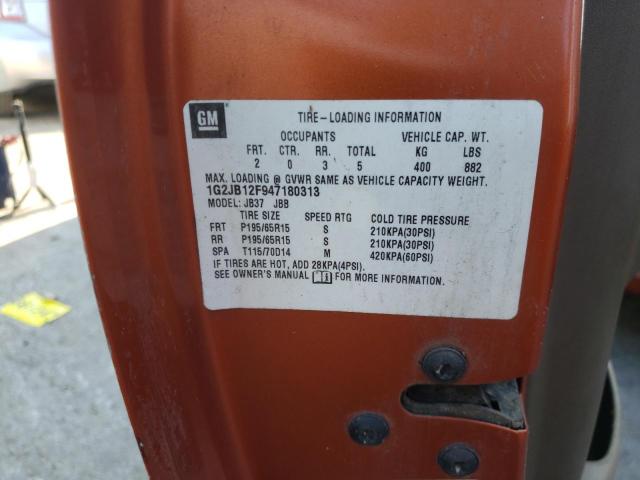 GM
TIRE-LOADING INFORMATION
OCCUPANTS VEHICLE CAP. WT.
FRT. CTR. RR. TOTAL KG LBS
2 0 3 5 400 882
MAX. LOADING @ GVWR SAME AS VEHICLE CAPACITY WEIGHT.
1G2JB12F947180313
MODEL: JB37 JBB
TIRE SIZE SPEED RTG COLD TIRE PRESSURE
FRT P195/65R15 S 210KPA(30PSI)
RR P195/65R15 S 210KPA(30PSI)
SPA T115/70D14 M 420KPA(60PSI)
IF TIRES ARE HOT, ADD 28KPA(4PSI).
SEE OWNER'S MANUAL FOR MORE INFORMATION.